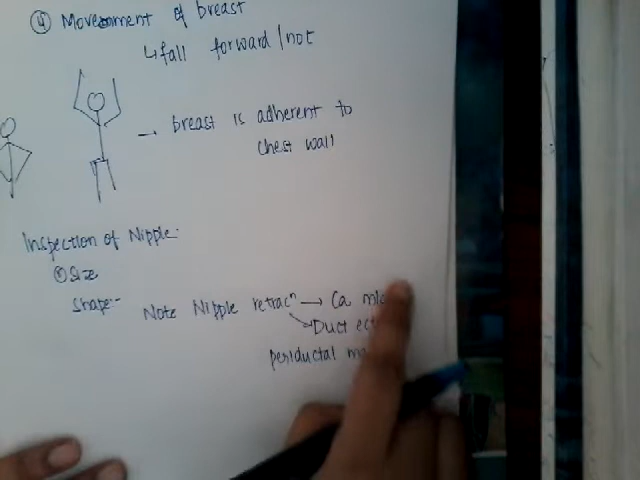 ④ Movement of breast
↳ fall forward / not
→ breast is adherent to
chest wall
Inspection of Nipple:-
① Size
Shape:- Note Nipple retracⁿ → Ca
→ Duct
periductal